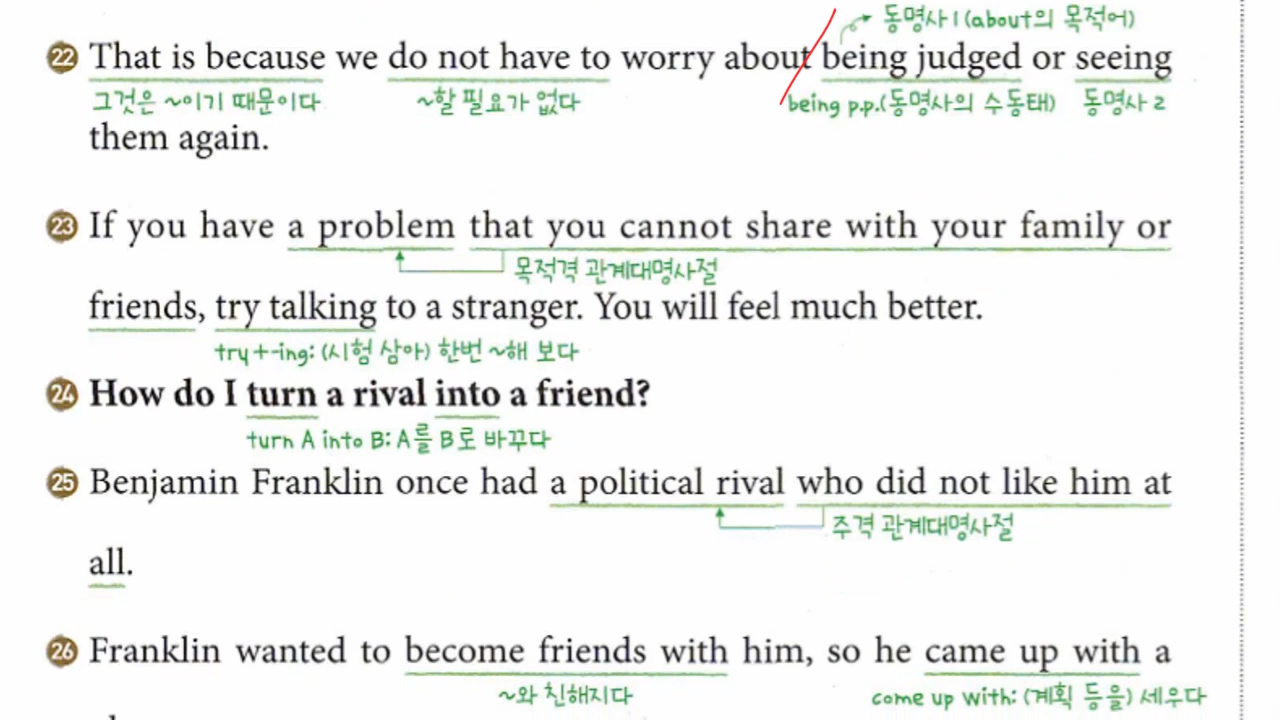 동명사 1 (about의 목적어)
22 That is because we do not have to worry about being judged or seeing
그것은 ~이기 때문이다 ~할 필요가 없다 being p.p.(동명사의 수동태) 동명사 2
them again.
23 If you have a problem that you cannot share with your family or
목적격 관계대명사절
friends, try talking to a stranger. You will feel much better.
try+-ing: (시험 삼아) 한번 ~해 보다
24 How do I turn a rival into a friend?
turn A into B: A를 B로 바꾸다
25 Benjamin Franklin once had a political rival who did not like him at
주격 관계대명사절
all.
26 Franklin wanted to become friends with him, so he came up with a
~와 친해지다 come up with: (계획 등을) 세우다